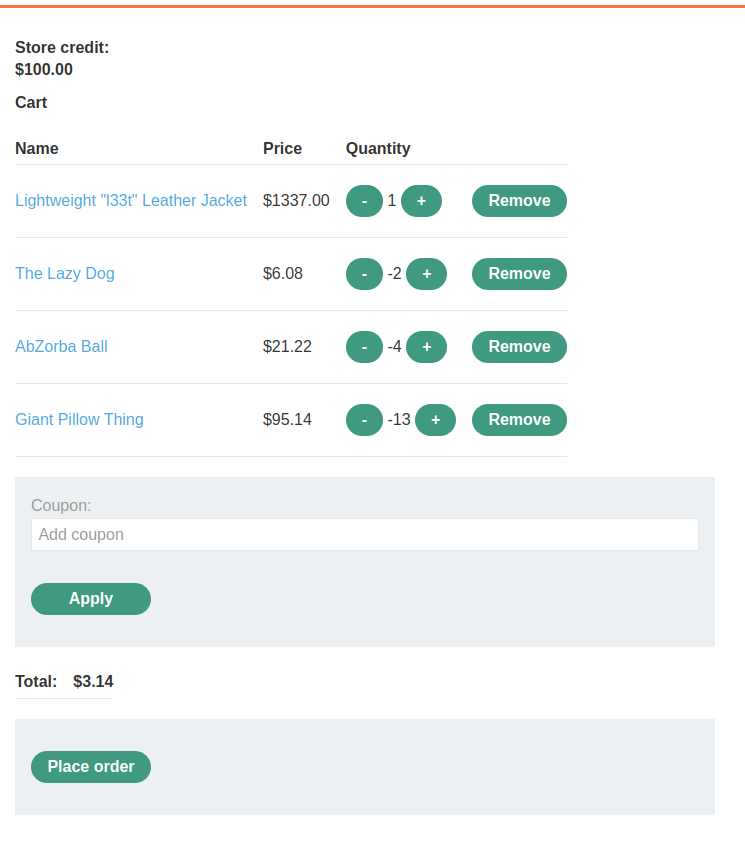 Store credit:
$100.00
Cart
Name Price Quantity
Lightweight "l33t" Leather Jacket $1337.00 - 1 + Remove
The Lazy Dog $6.08 - -2 + Remove
AbZorba Ball $21.22 - -4 + Remove
Giant Pillow Thing $95.14 - -13 + Remove
Coupon:
Add coupon
Apply
Total: $3.14
Place order